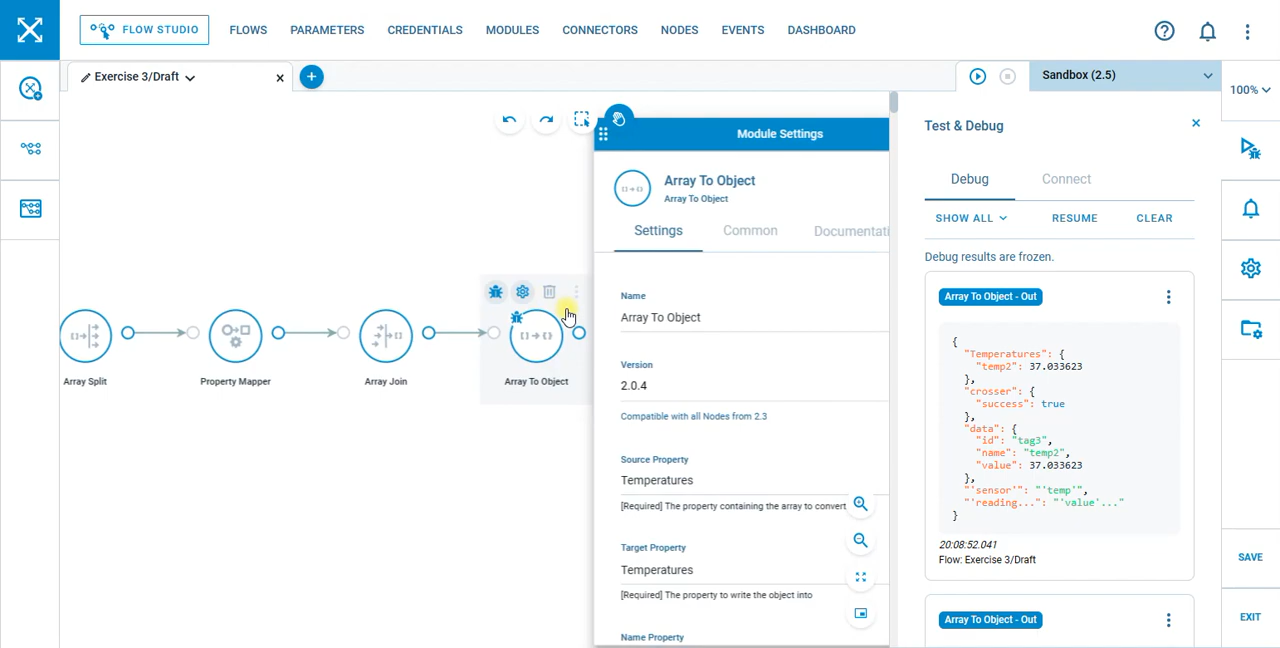 FLOW STUDIO FLOWS PARAMETERS CREDENTIALS MODULES CONNECTORS NODES EVENTS DASHBOARD
Exercise 3/Draft
Sandbox (2.5)
100%
Module Settings
Array To Object
Array To Object
Settings Common Documentati
Name
Array To Object
Version
2.0.4
Compatible with all Nodes from 2.3
Source Property
Temperatures
[Required] The property containing the array to convert
Target Property
Temperatures
[Required] The property to write the object into
Name Property
Array Split
Property Mapper
Array Join
Array To Object
Test & Debug
Debug Connect
SHOW ALL RESUME CLEAR
Debug results are frozen.
Array To Object - Out
{
"Temperatures": {
"temp2": 37.033623
},
"crosser": {
"success": true
},
"data": {
"id": "tag3",
"name": "temp2",
"value": 37.033623
},
"'sensor'": "'temp'",
"'reading...": "'value'..."
}
20:08:52.041
Flow: Exercise 3/Draft
Array To Object - Out
SAVE
EXIT